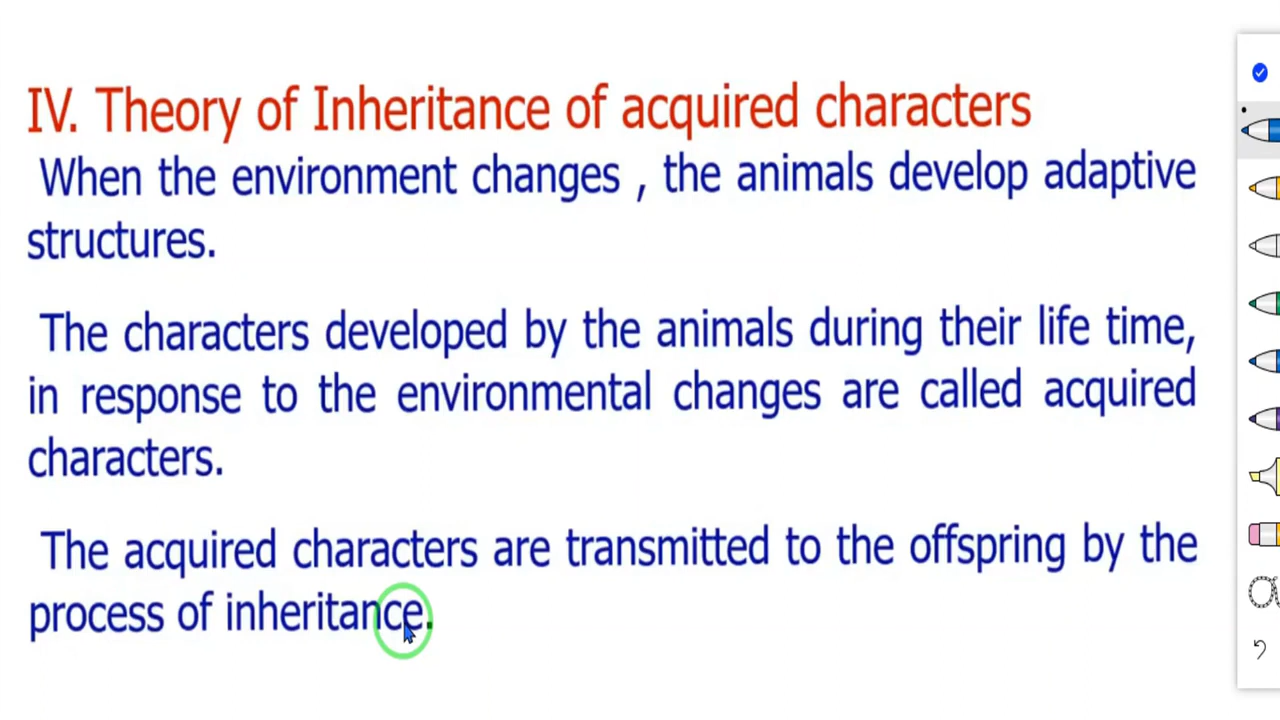 IV. Theory of Inheritance of acquired characters
When the environment changes , the animals develop adaptive
structures.
The characters developed by the animals during their life time,
in response to the environmental changes are called acquired
characters.
The acquired characters are transmitted to the offspring by the
process of inheritance.